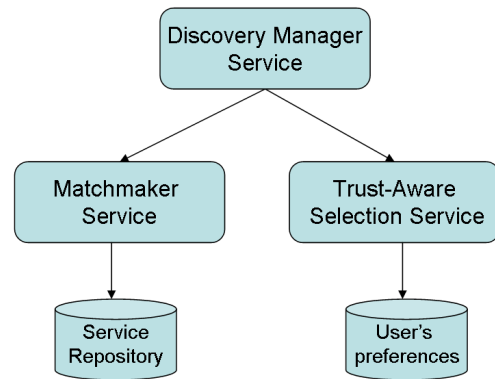 Discovery Manager
Service
Matchmaker
Service
Trust-Aware
Selection Service
Service
Repository
User's
preferences